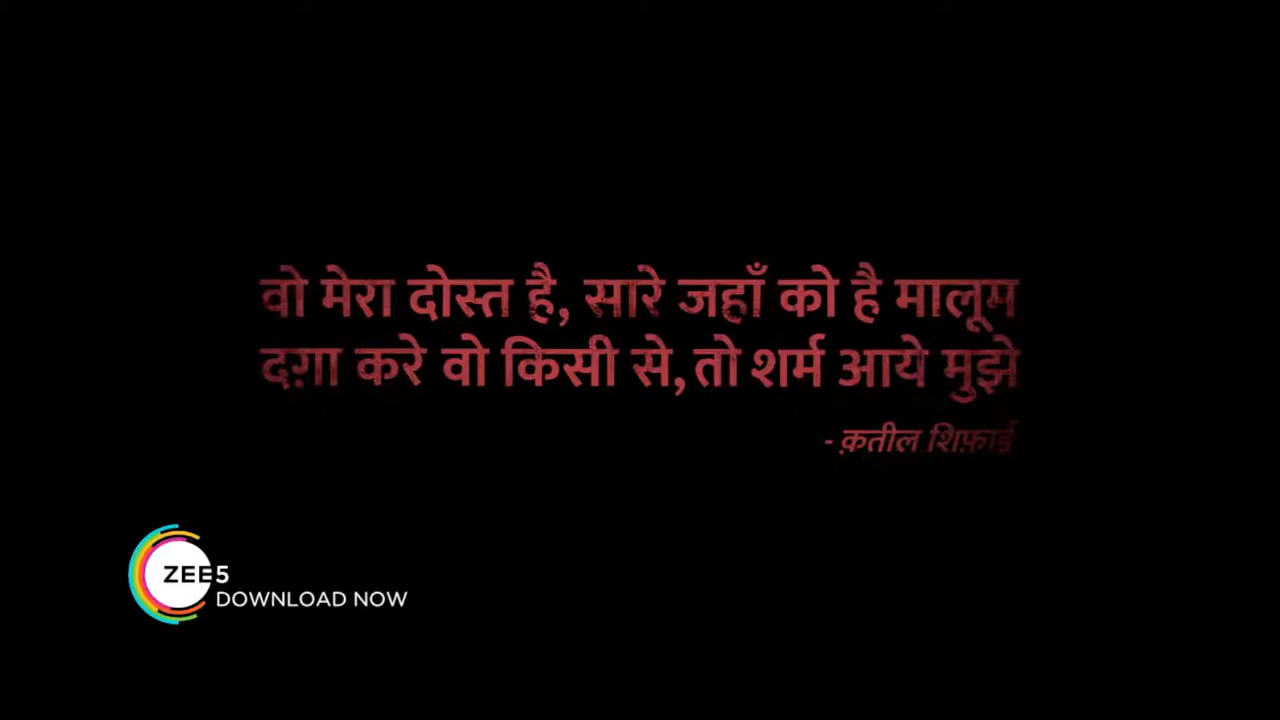 वो मेरा दोस्त है, सारे जहाँ को है मालूम
दग़ा करे वो किसी से, तो शर्म आये मुझे
- क़तील शिफ़ाई
ZEE5
DOWNLOAD NOW